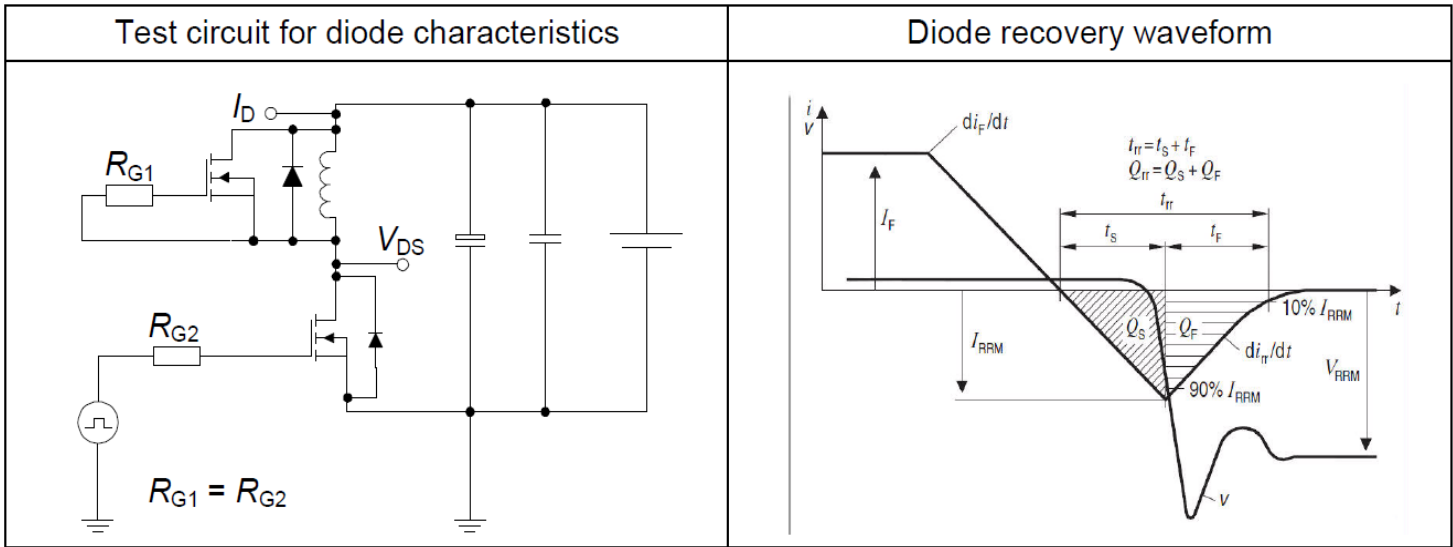 Test circuit for diode characteristics
Diode recovery waveform
I_D
R_G1
V_DS
R_G2
R_G1 = R_G2
i
v
di_F/dt
t_rr = t_S + t_F
Q_rr = Q_S + Q_F
t_rr
I_F
t_S
t_F
Q_S
Q_F
10% I_RRM
t
I_RRM
di_rr/dt
V_RRM
90% I_RRM
v